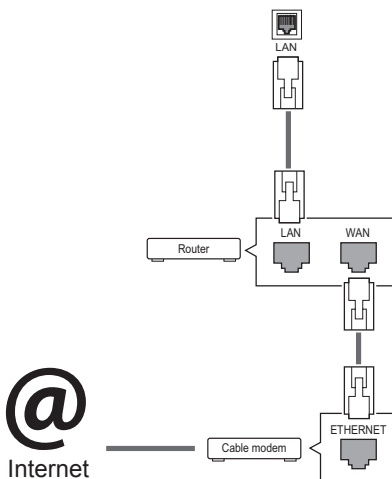 LAN
LAN
WAN
Router
ETHERNET
Cable modem
@
Internet